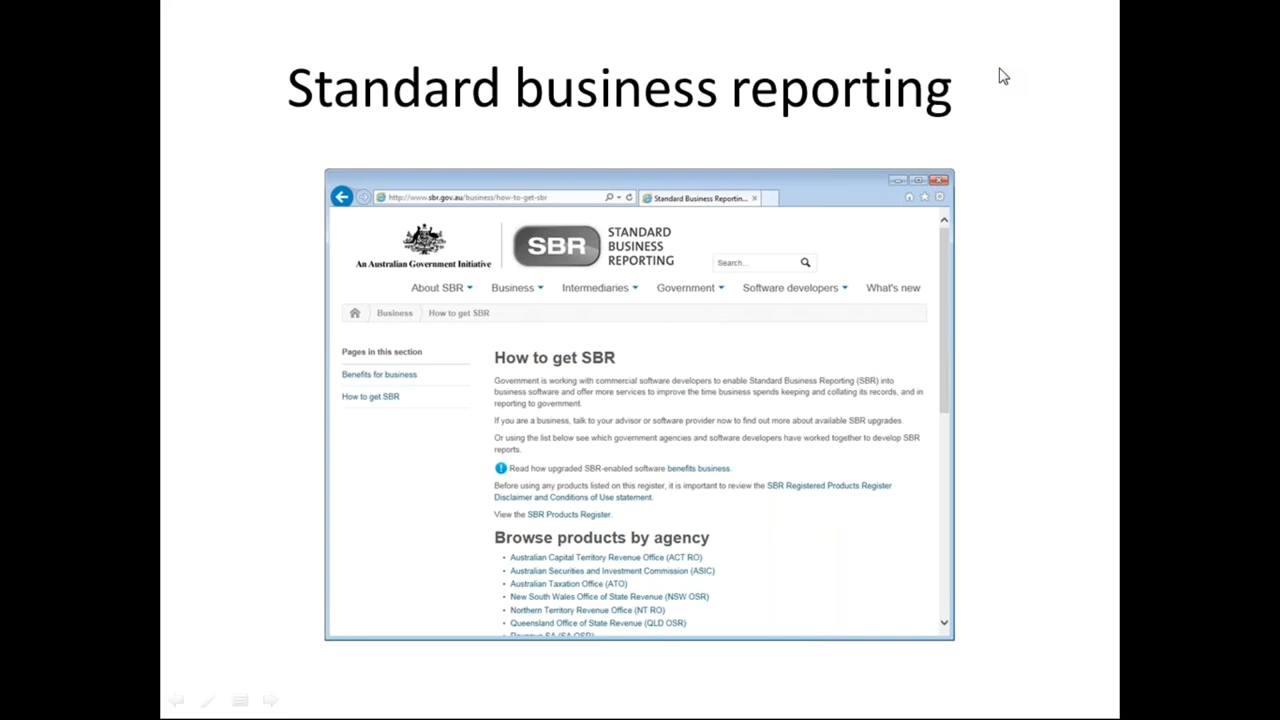 Standard business reporting
http://www.sbr.gov.au/business/how-to-get-sbr
Standard Business Reportin...
An Australian Government Initiative
SBR
STANDARD
BUSINESS
REPORTING
Search...
About SBR
Business
Intermediaries
Government
Software developers
What's new
Business
How to get SBR
Pages in this section
Benefits for business
How to get SBR
How to get SBR
Government is working with commercial software developers to enable Standard Business Reporting (SBR) into
business software and offer more services to improve the time business spends keeping and collating its records, and in
reporting to government.
If you are a business, talk to your advisor or software provider now to find out more about available SBR upgrades.
Or using the list below see which government agencies and software developers have worked together to develop SBR
reports.
Read how upgraded SBR-enabled software benefits business.
Before using any products listed on this register, it is important to review the SBR Registered Products Register
Disclaimer and Conditions of Use statement.
View the SBR Products Register.
Browse products by agency
• Australian Capital Territory Revenue Office (ACT RO)
• Australian Securities and Investment Commission (ASIC)
• Australian Taxation Office (ATO)
• New South Wales Office of State Revenue (NSW OSR)
• Northern Territory Revenue Office (NT RO)
• Queensland Office of State Revenue (QLD OSR)
• Revenue SA (SA OSR)